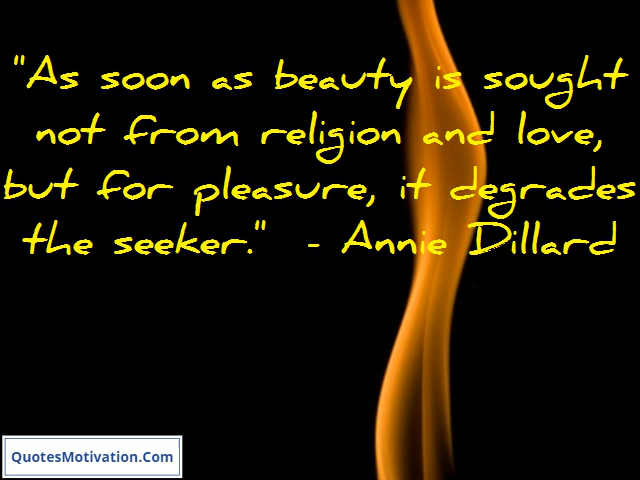 "As soon as beauty is sought
not from religion and love,
but for pleasure, it degrades
the seeker." - Annie Dillard
QuotesMotivation.Com